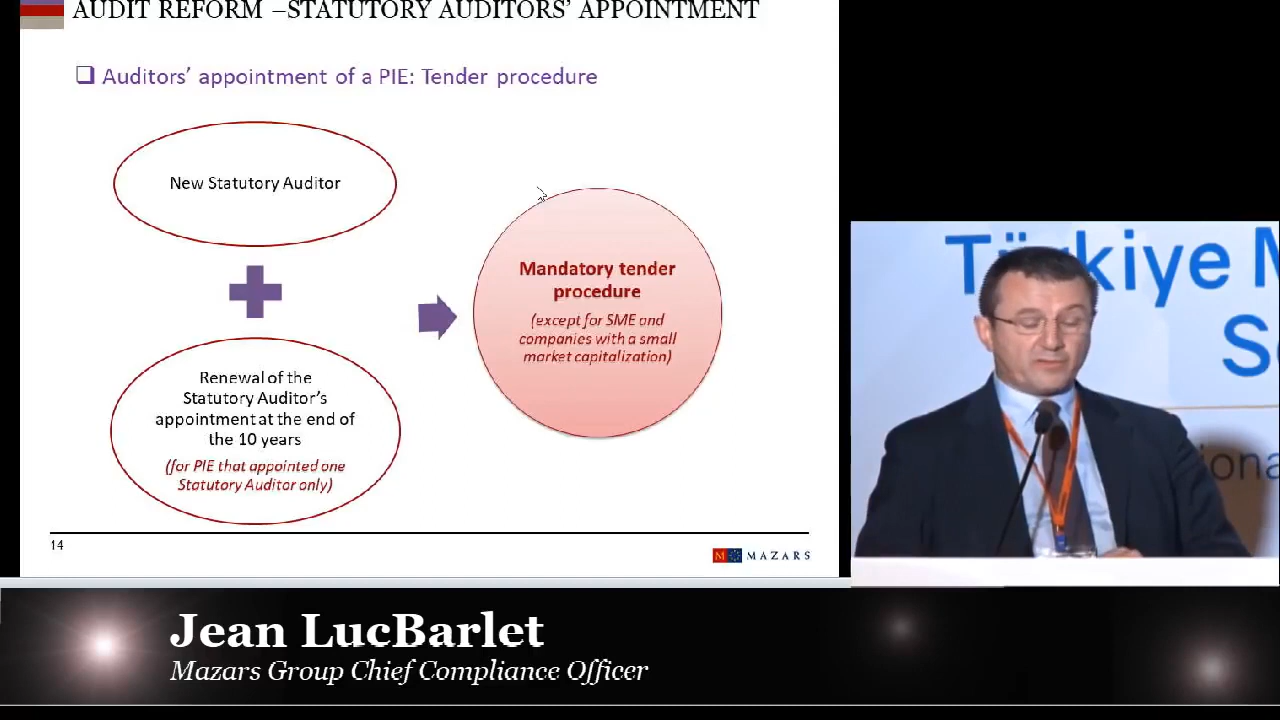 AUDIT REFORM –STATUTORY AUDITORS' APPOINTMENT
Auditors' appointment of a PIE: Tender procedure
New Statutory Auditor
Renewal of the
Statutory Auditor's
appointment at the end of
the 10 years
(for PIE that appointed one
Statutory Auditor only)
Mandatory tender
procedure
(except for SME and
companies with a small
market capitalization)
14
M MAZARS
Türkiye M
S
iona
Jean LucBarlet
Mazars Group Chief Compliance Officer